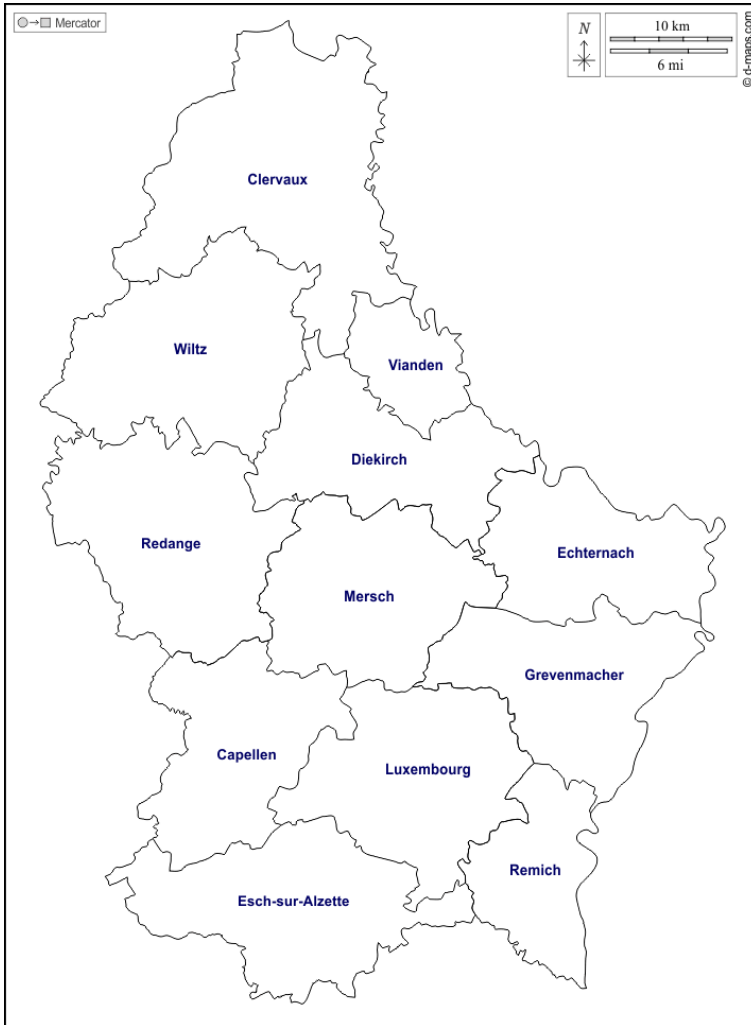 Mercator
N
10 km
6 mi
© d-maps.com
Clervaux
Wiltz
Vianden
Diekirch
Redange
Echternach
Mersch
Grevenmacher
Capellen
Luxembourg
Remich
Esch-sur-Alzette